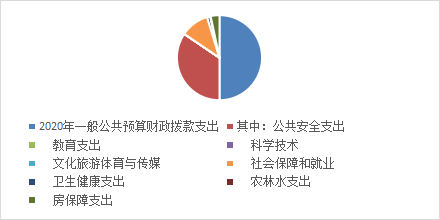 2020年一般公共预算财政拨款支出 其中：公共安全支出
教育支出 科学技术
文化旅游体育与传媒 社会保障和就业
卫生健康支出 农林水支出
房保障支出